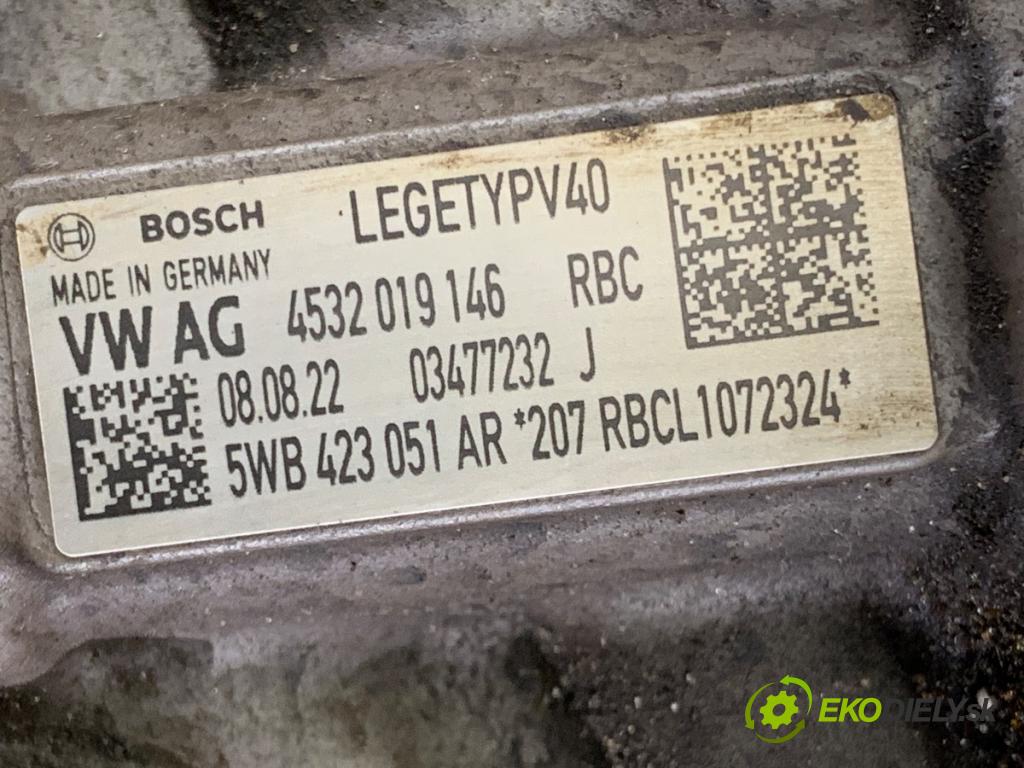 BOSCH LEGETYPV40
MADE IN GERMANY
VW AG 4532 019 146 RBC
08.08.22 03477232 J
5WB 423 051 AR *207 RBCL1072324*
EKODIELY.sk